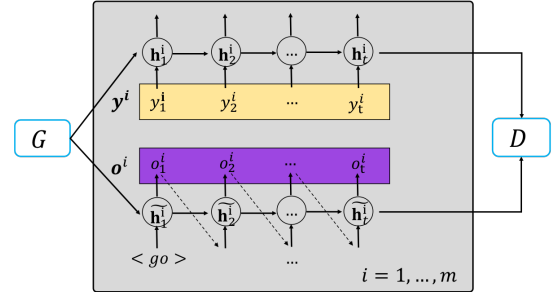 𝐡₁ⁱ 𝐡₂ⁱ ... 𝐡ₜⁱ
𝒚ⁱ y₁ⁱ y₂ⁱ ... yₜⁱ
G D
𝒐ⁱ o₁ⁱ o₂ⁱ ... oₜⁱ
𝐡̃₁ⁱ 𝐡̃₂ⁱ ... 𝐡̃ₜⁱ
< go > ...
i = 1, ... , m